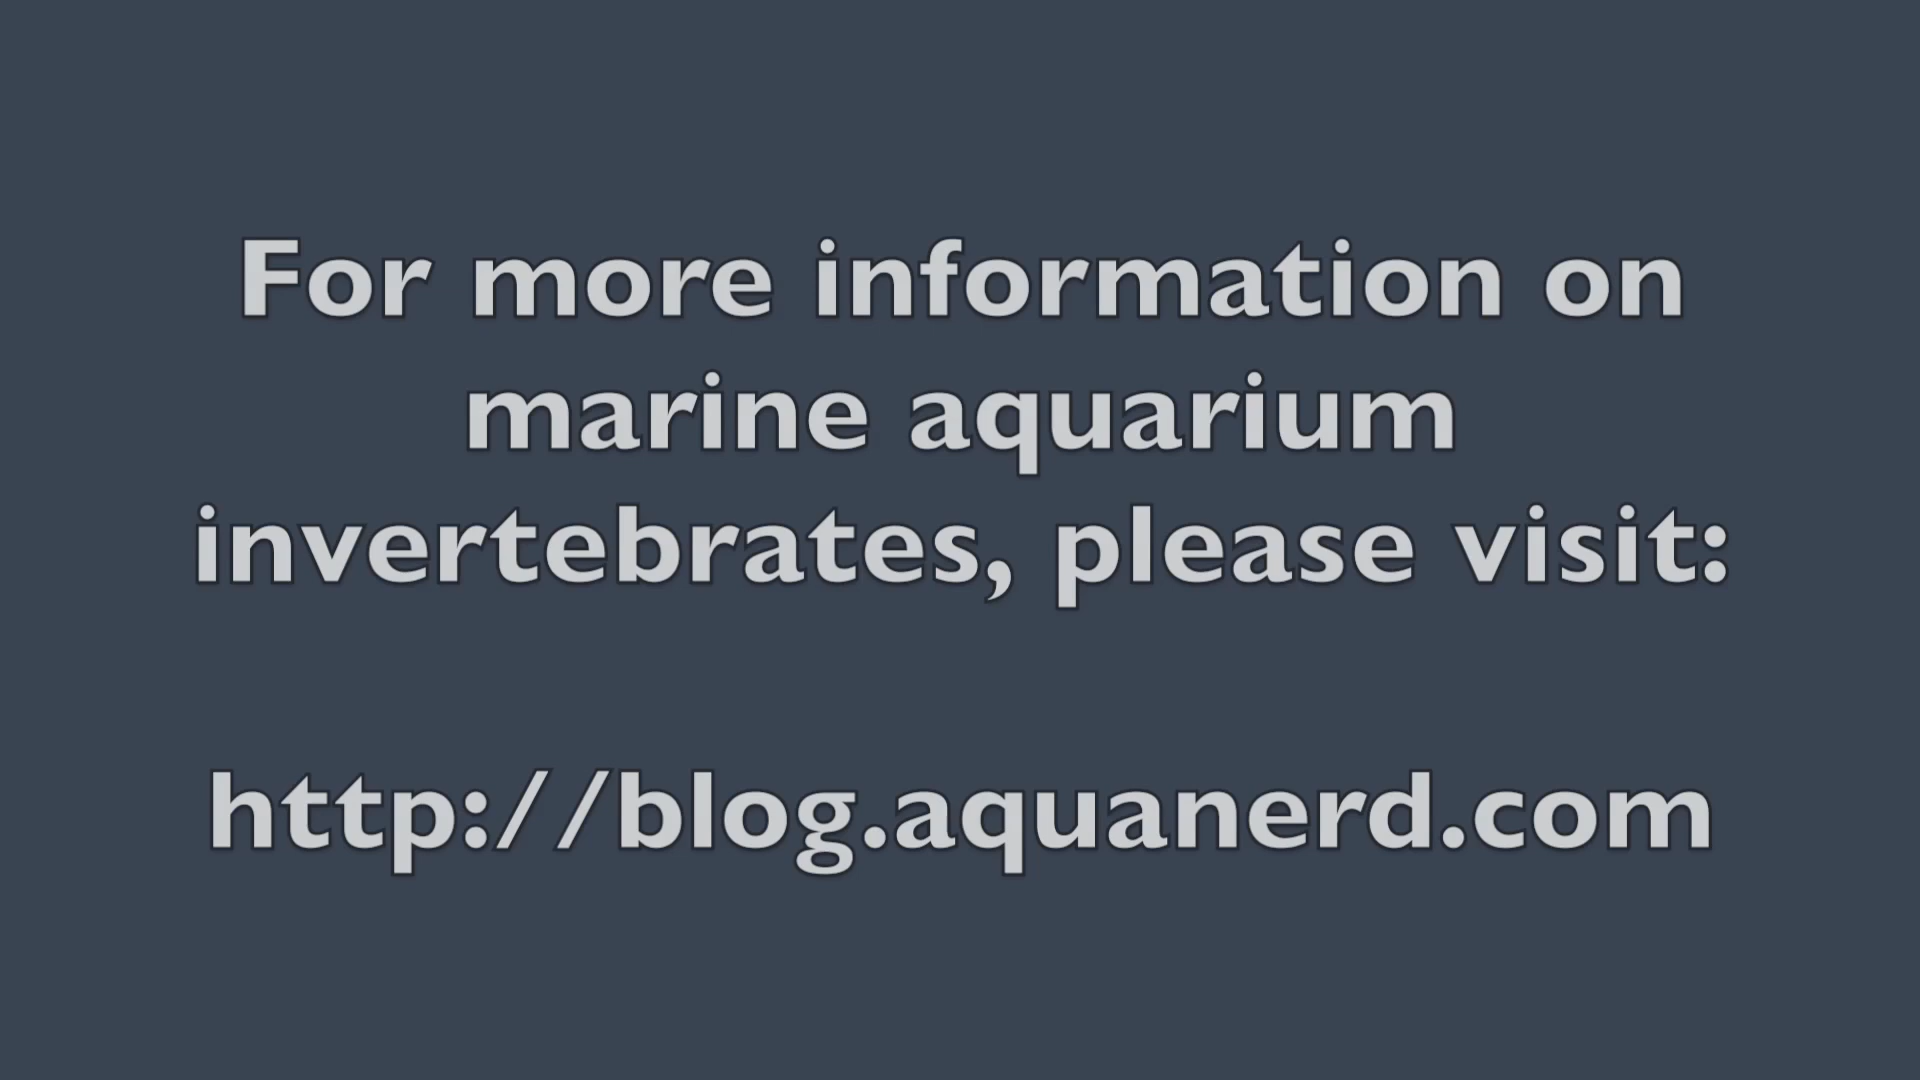 For more information on
marine aquarium
invertebrates, please visit:
http://blog.aquanerd.com